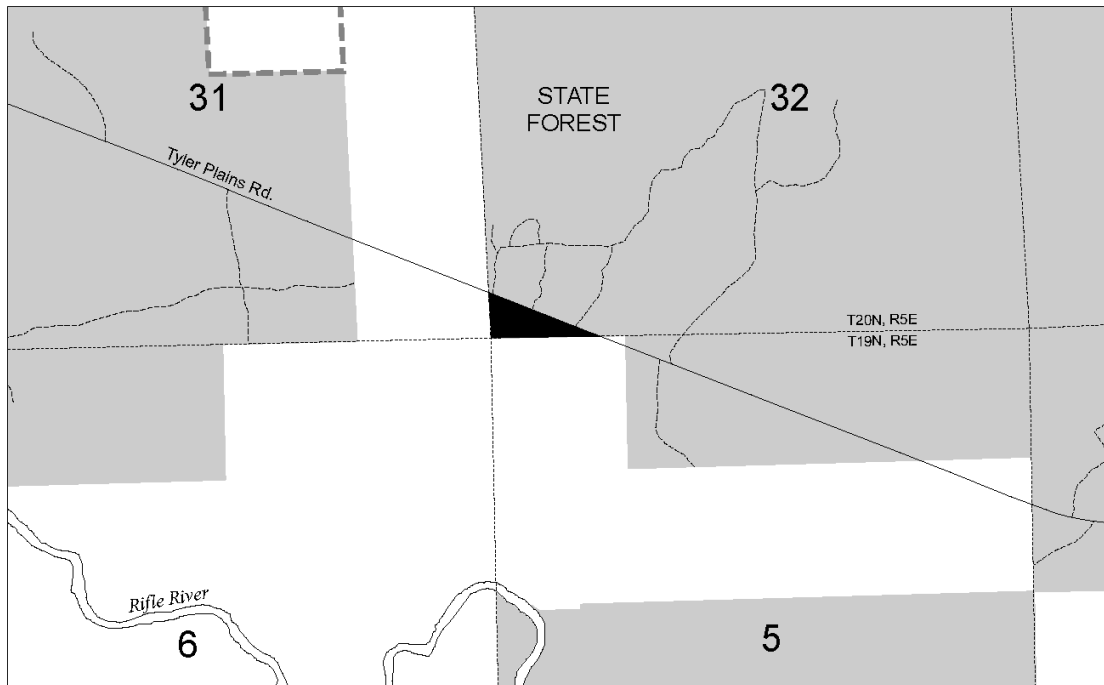 31
STATE
FOREST
32
Tyler Plains Rd.
T20N, R5E
T19N, R5E
Rifle River
6
5